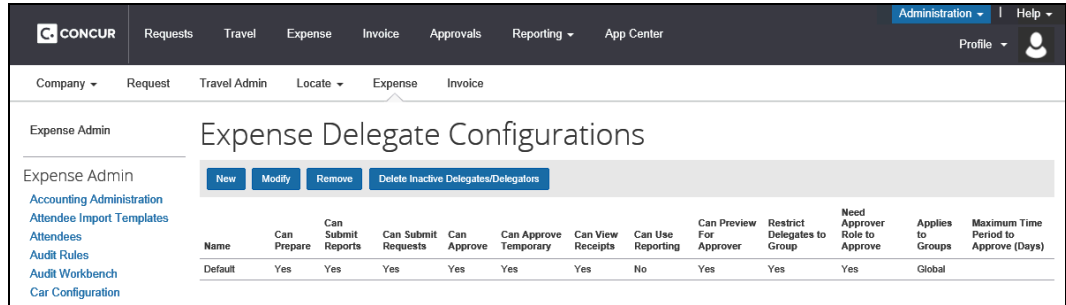 Administration | Help
C. CONCUR Requests Travel Expense Invoice Approvals Reporting App Center
Profile
Company Request Travel Admin Locate Expense Invoice
Expense Admin
Expense Delegate Configurations
Expense Admin
New Modify Remove Delete Inactive Delegates/Delegators
Accounting Administration
Attendee Import Templates
Attendees
Audit Rules
Audit Workbench
Car Configuration
Name Can Prepare Can Submit Reports Can Submit Requests Can Approve Can Approve Temporary Can View Receipts Can Use Reporting Can Preview For Approver Restrict Delegates to Group Need Approver Role to Approve Applies to Groups Maximum Time Period to Approve (Days)
Default Yes Yes Yes Yes Yes Yes No Yes Yes Yes Global